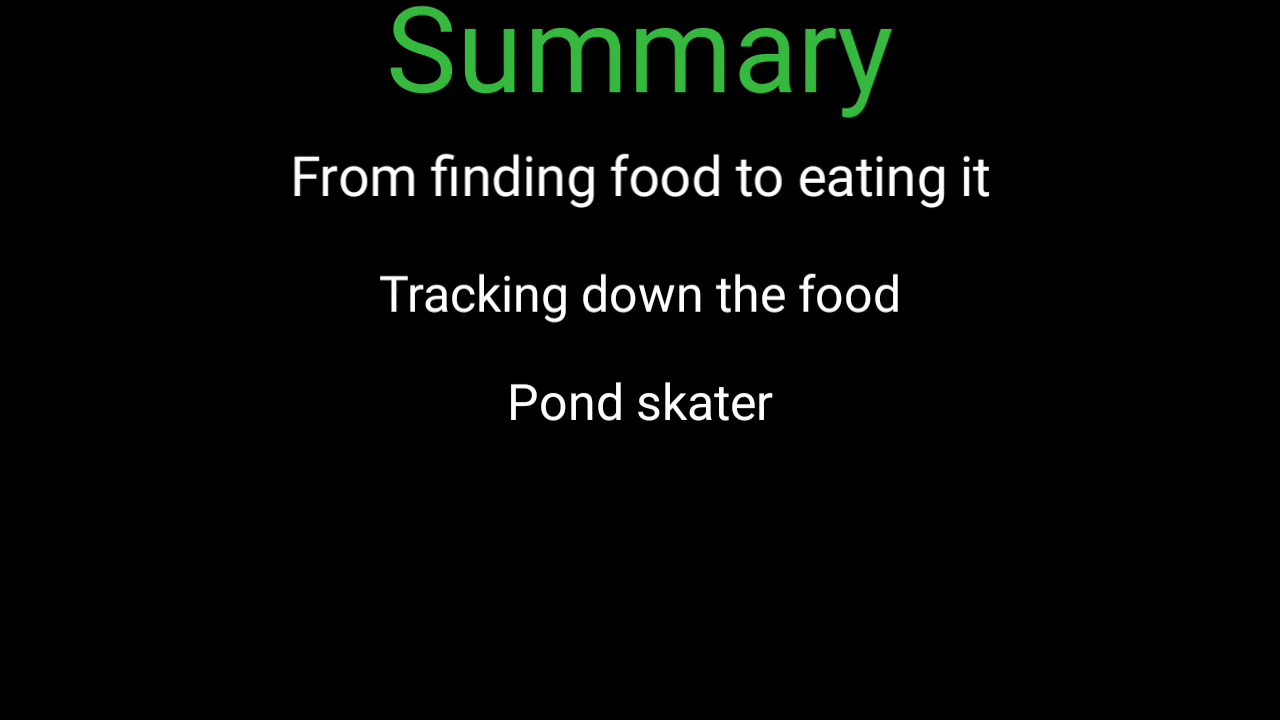 Summary
From finding food to eating it
Tracking down the food
Pond skater